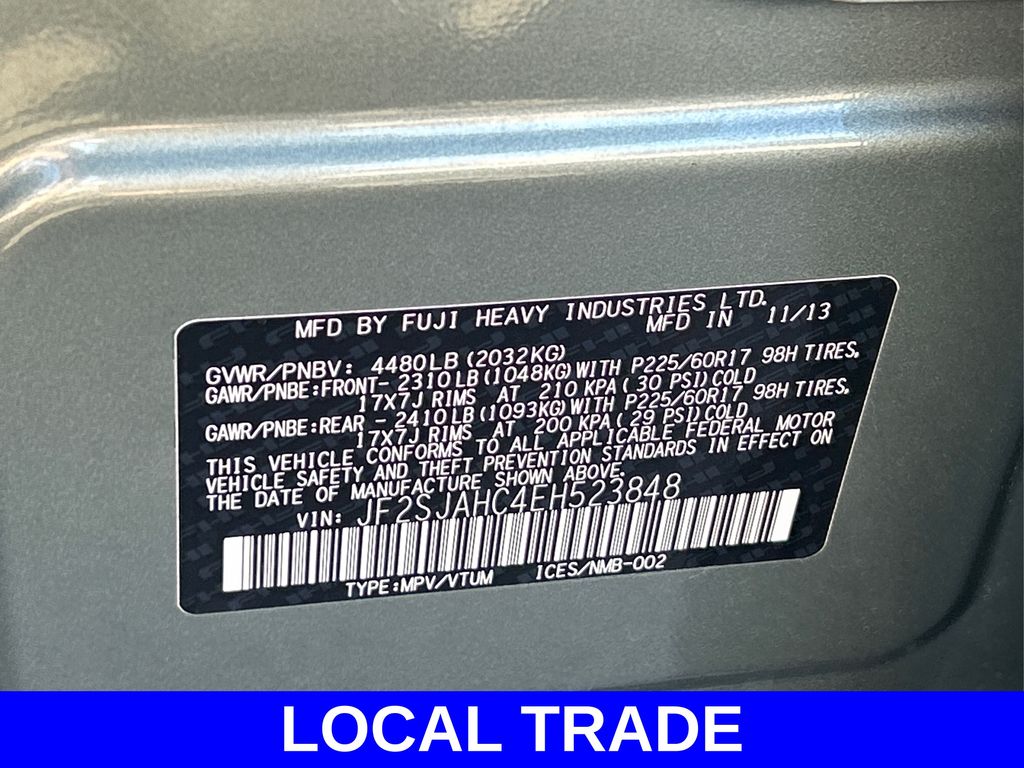 MFD BY FUJI HEAVY INDUSTRIES LTD.
MFD IN 11/13
GVWR/PNBV: 4480LB(2032KG)
GAWR/PNBE:FRONT- 2310LB(1048KG)WITH P225/60R17 98H TIRES.
17X7J RIMS AT 210 KPA(30 PSI)COLD
GAWR/PNBE:REAR - 2410LB(1093KG)WITH P225/60R17 98H TIRES.
17X7J RIMS AT 200 KPA(29 PSI)COLD
THIS VEHICLE CONFORMS TO ALL APPLICABLE FEDERAL MOTOR
VEHICLE SAFETY AND THEFT PREVENTION STANDARDS IN EFFECT ON
THE DATE OF MANUFACTURE SHOWN ABOVE.
VIN: JF2SJAHC4EH523848
TYPE:MPV/VTUM ICES/NMB-002
LOCAL TRADE